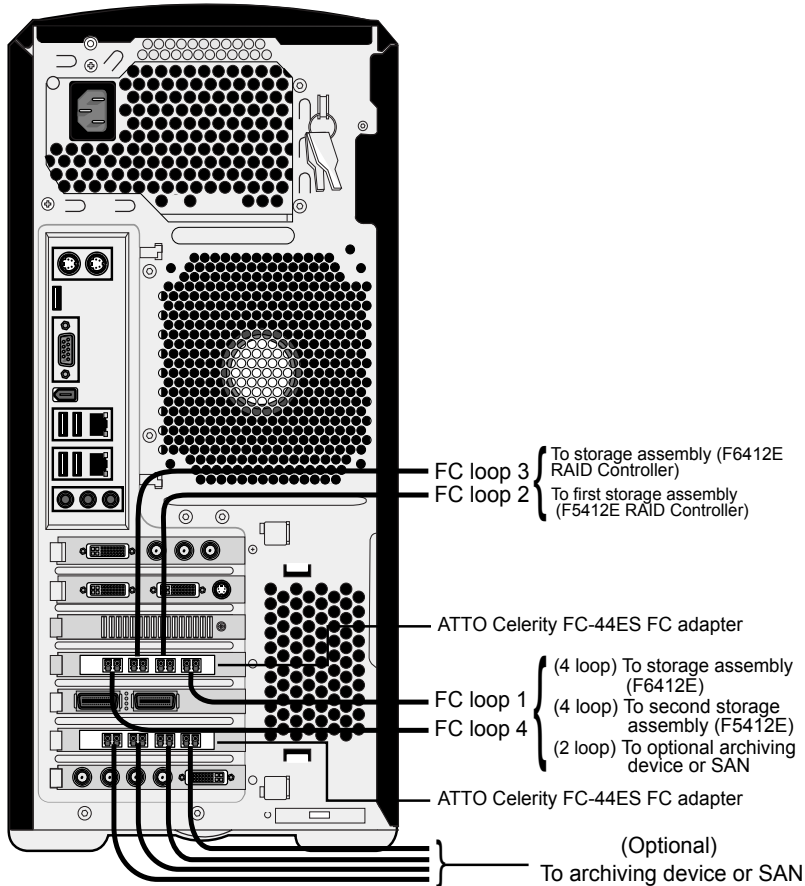 FC loop 3
FC loop 2
To storage assembly (F6412E
RAID Controller)
To first storage assembly
(F5412E RAID Controller)
ATTO Celerity FC-44ES FC adapter
FC loop 1
FC loop 4
(4 loop) To storage assembly
(F6412E)
(4 loop) To second storage
assembly (F5412E)
(2 loop) To optional archiving
device or SAN
ATTO Celerity FC-44ES FC adapter
(Optional)
To archiving device or SAN